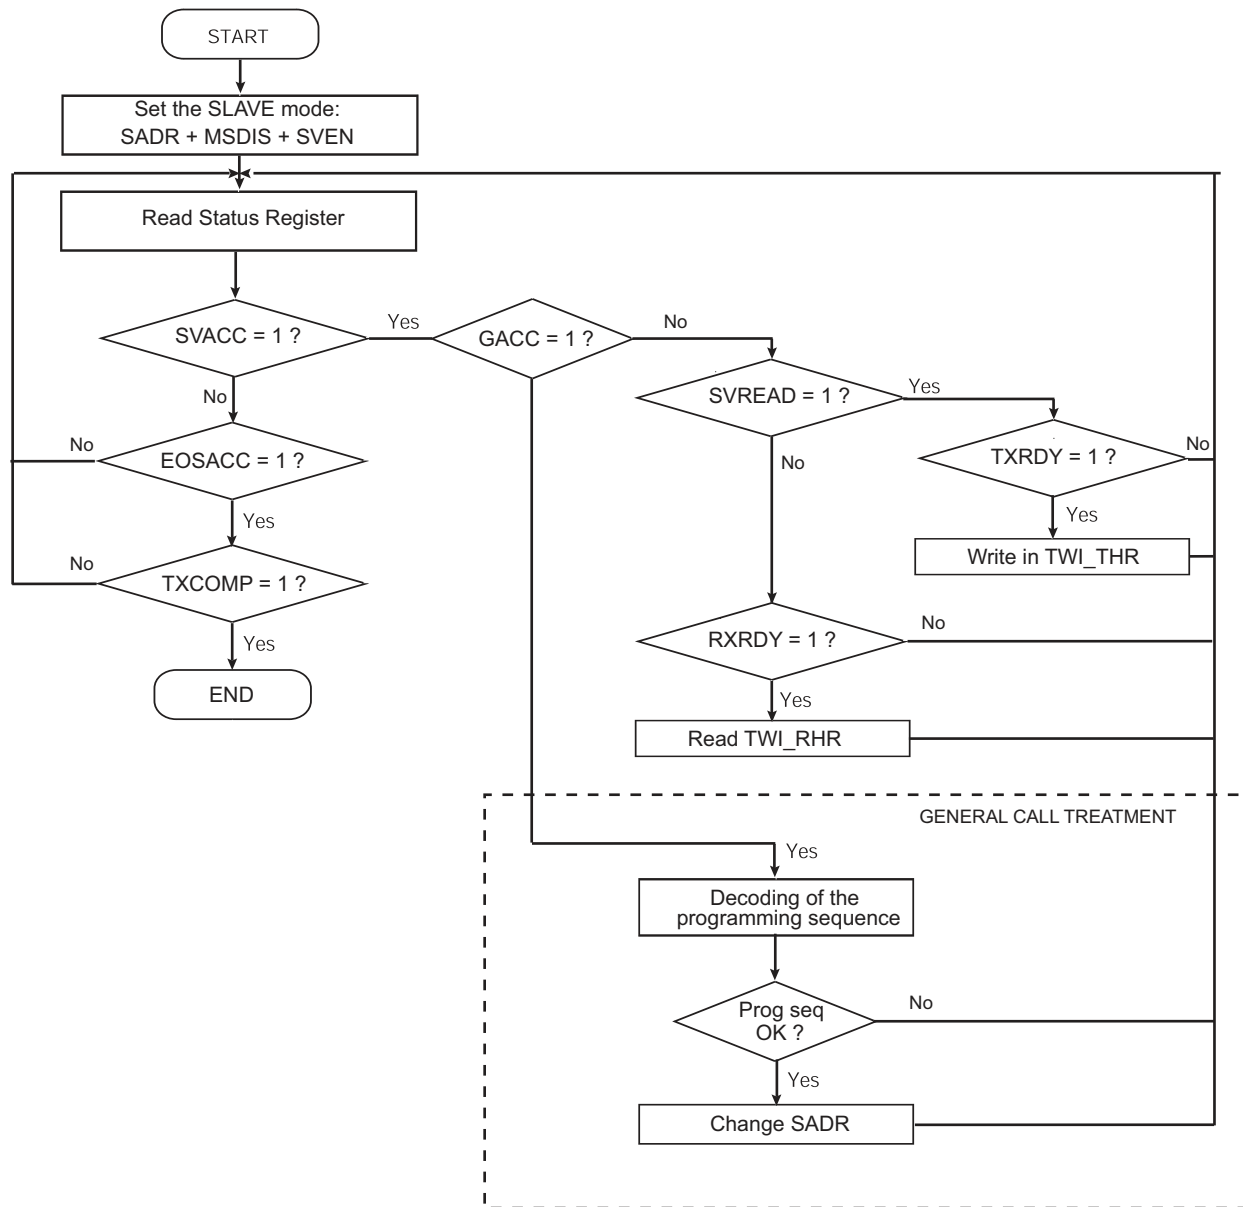 START
Set the SLAVE mode:
SADR + MSDIS + SVEN
Read Status Register
SVACC = 1 ?
Yes
GACC = 1 ?
No
SVREAD = 1 ?
Yes
No
EOSACC = 1 ?
No
TXRDY = 1 ?
No
No
Yes
Yes
Write in TWI_THR
No
TXCOMP = 1 ?
Yes
END
RXRDY = 1 ?
No
Yes
Read TWI_RHR
GENERAL CALL TREATMENT
Yes
Decoding of the
programming sequence
Prog seq
OK ?
No
Yes
Change SADR